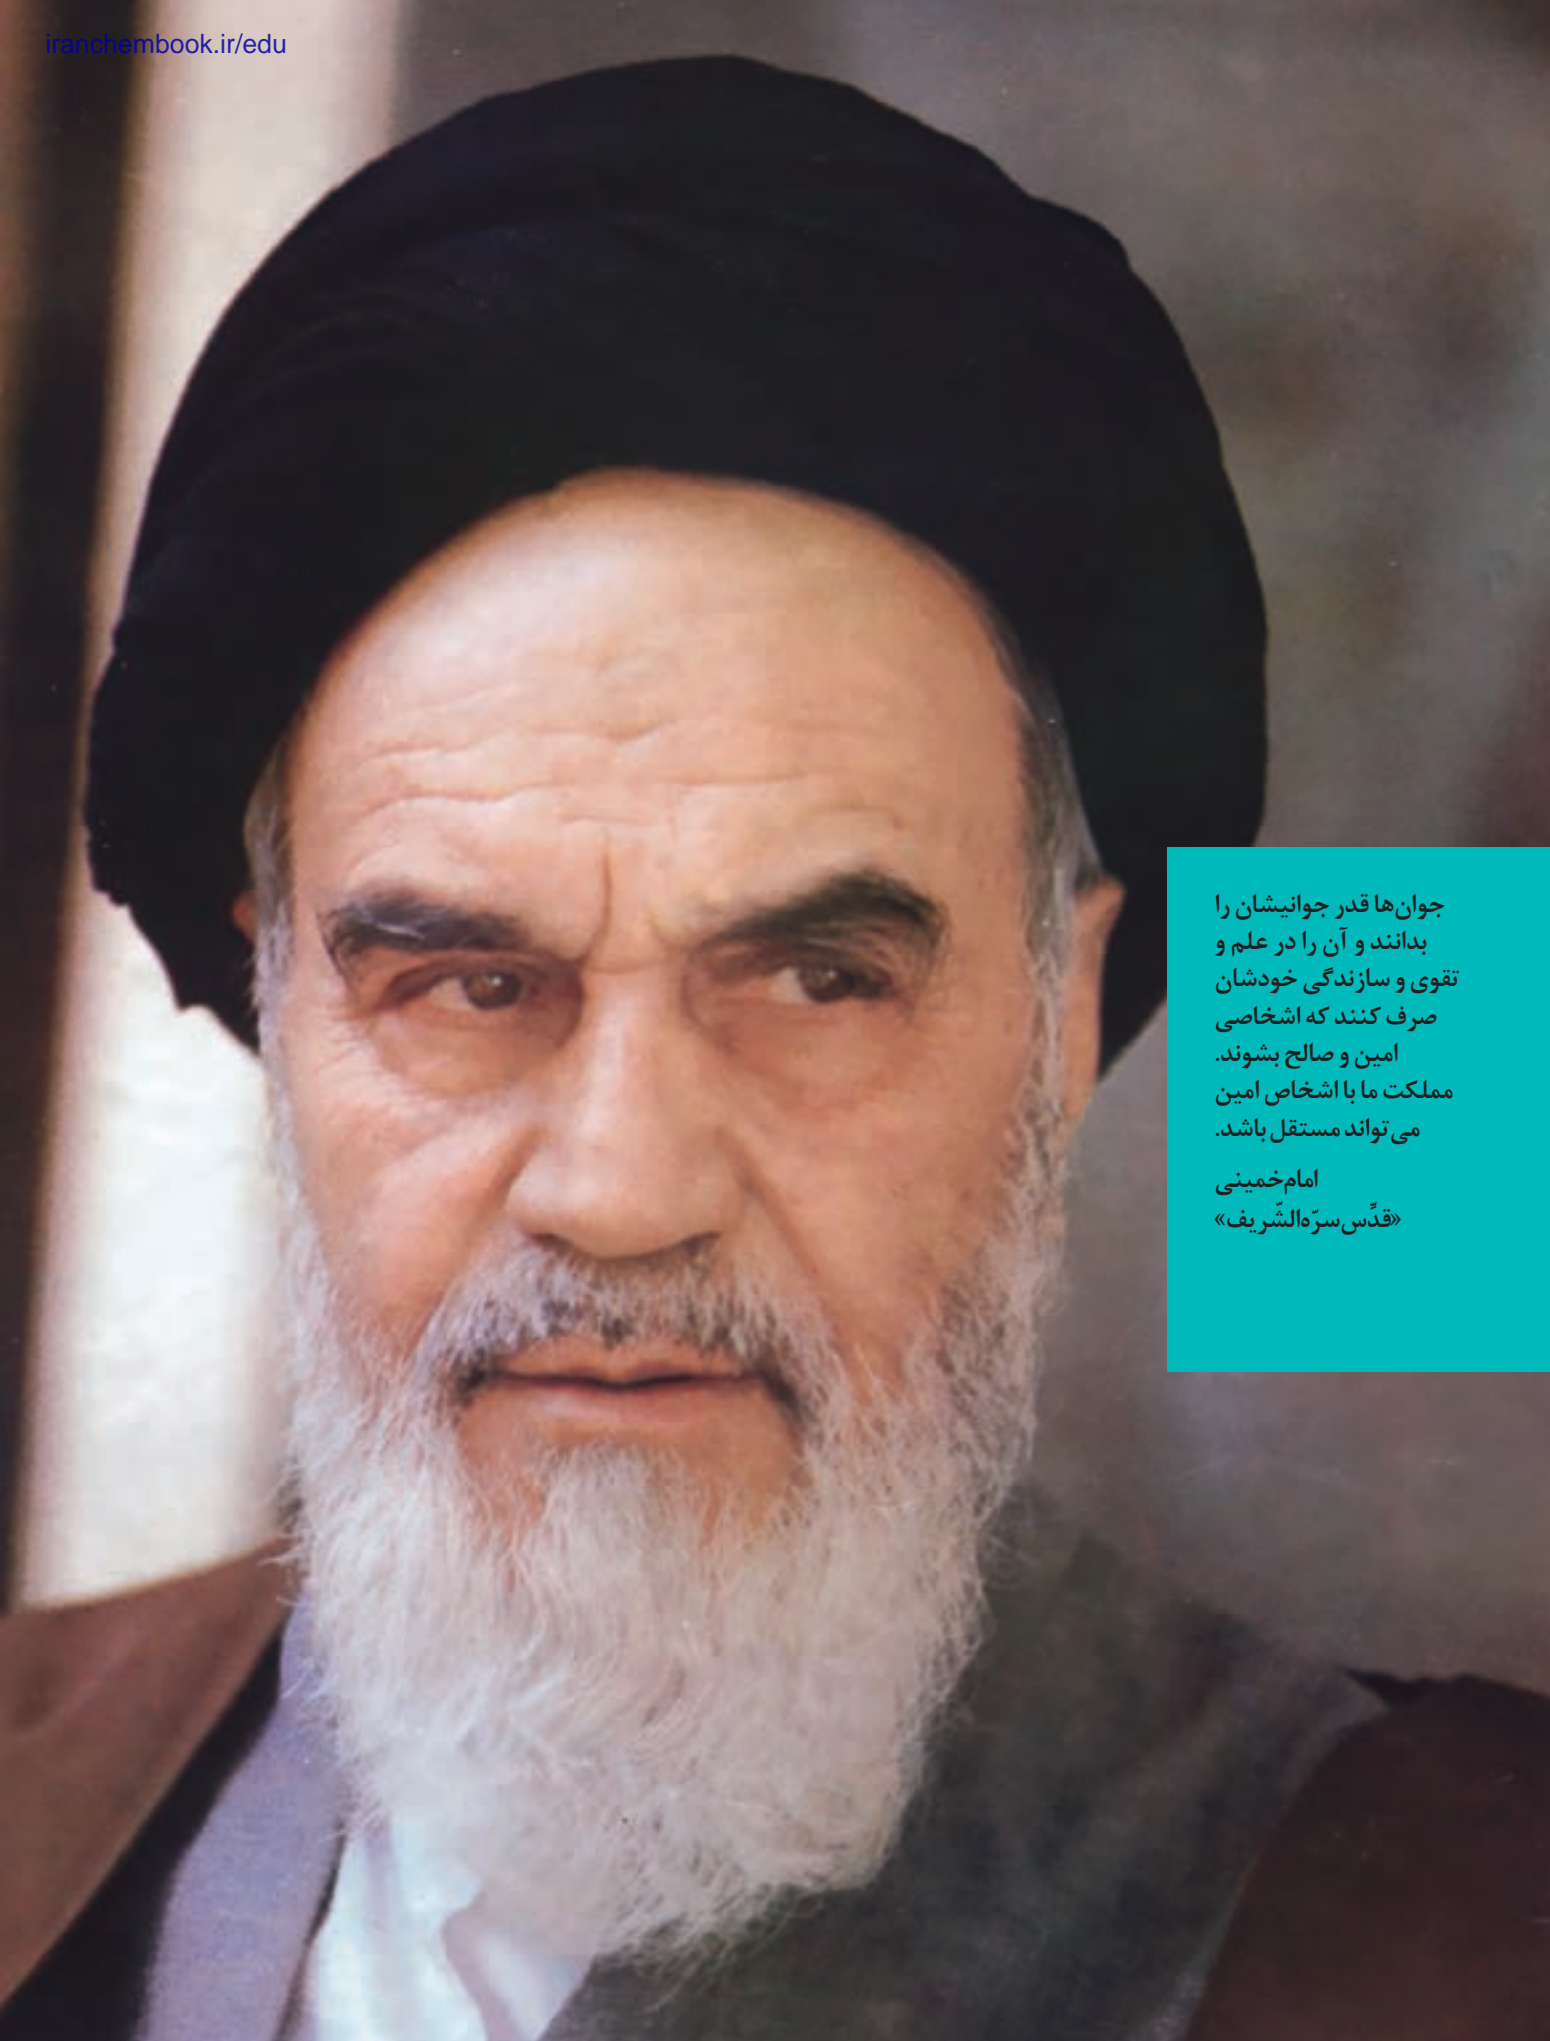 iranchembook.ir/edu
جوان‌ها قدر جوانیشان را
بدانند و آن را در علم و
تقوی و سازندگی خودشان
صرف کنند که اشخاصی
امین و صالح بشوند.
مملکت ما با اشخاص امین
می‌تواند مستقل باشد.
امام‌خمینی
«قدِّس‌سرّه‌الشّریف»